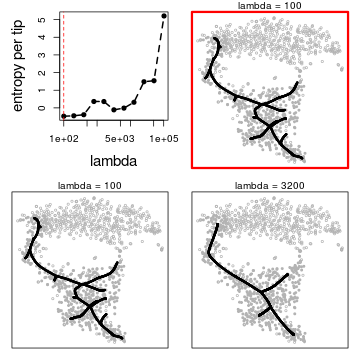 lambda = 100
entropy per tip
5
4
3
2
1
0
1e+02
5e+03
1e+05
lambda
lambda = 100
lambda = 3200